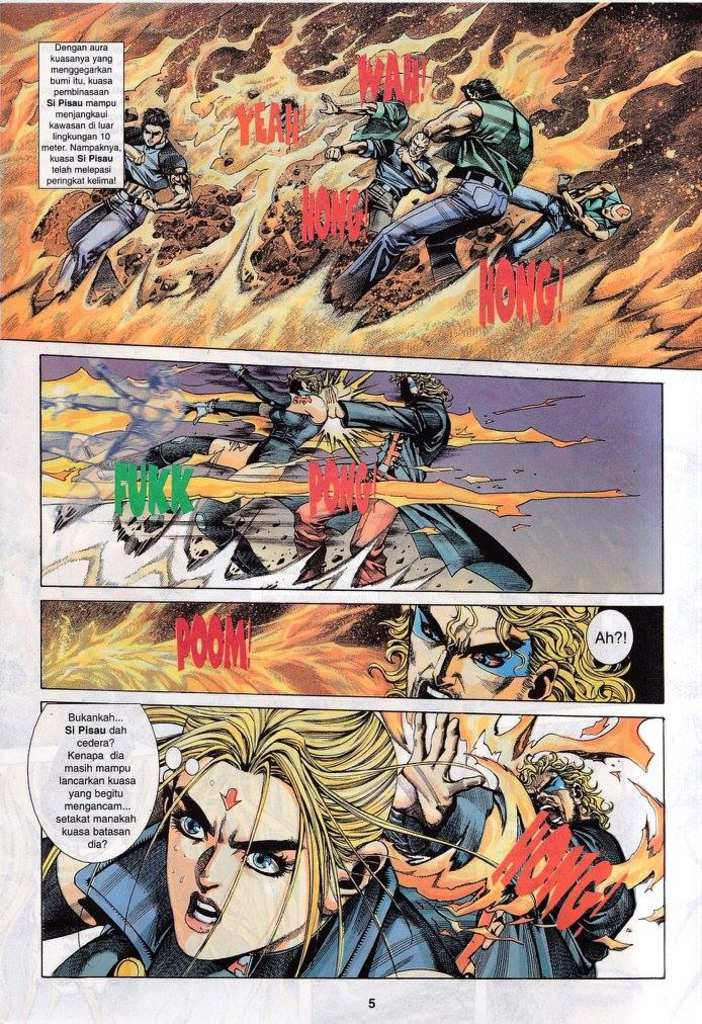 Dengan aura
kuasanya yang
menggegarkan
bumi itu, kuasa
pembinasaan
Si Pisau mampu
menjangkaui
kawasan di luar
lingkungan 10
meter. Nampaknya,
kuasa Si Pisau
telah melepasi
peringkat kelima!
WAH!
YEAH!
HONG!
HONG!
FUKK
PONG!
POOM!
Ah?!
Bukankah...
Si Pisau dah
cedera?
Kenapa dia
masih mampu
lancarkan kuasa
yang begitu
mengancam...
setakat manakah
kuasa batasan
dia?
HONG!
5